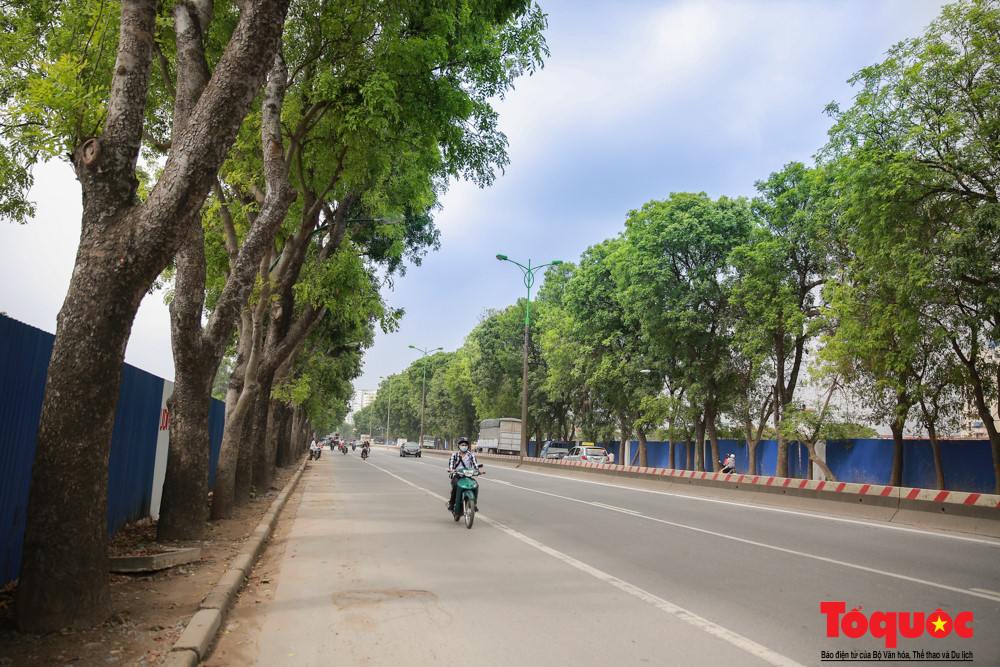 Tổquốc
Báo điện tử của Bộ Văn hóa, Thể thao và Du lịch